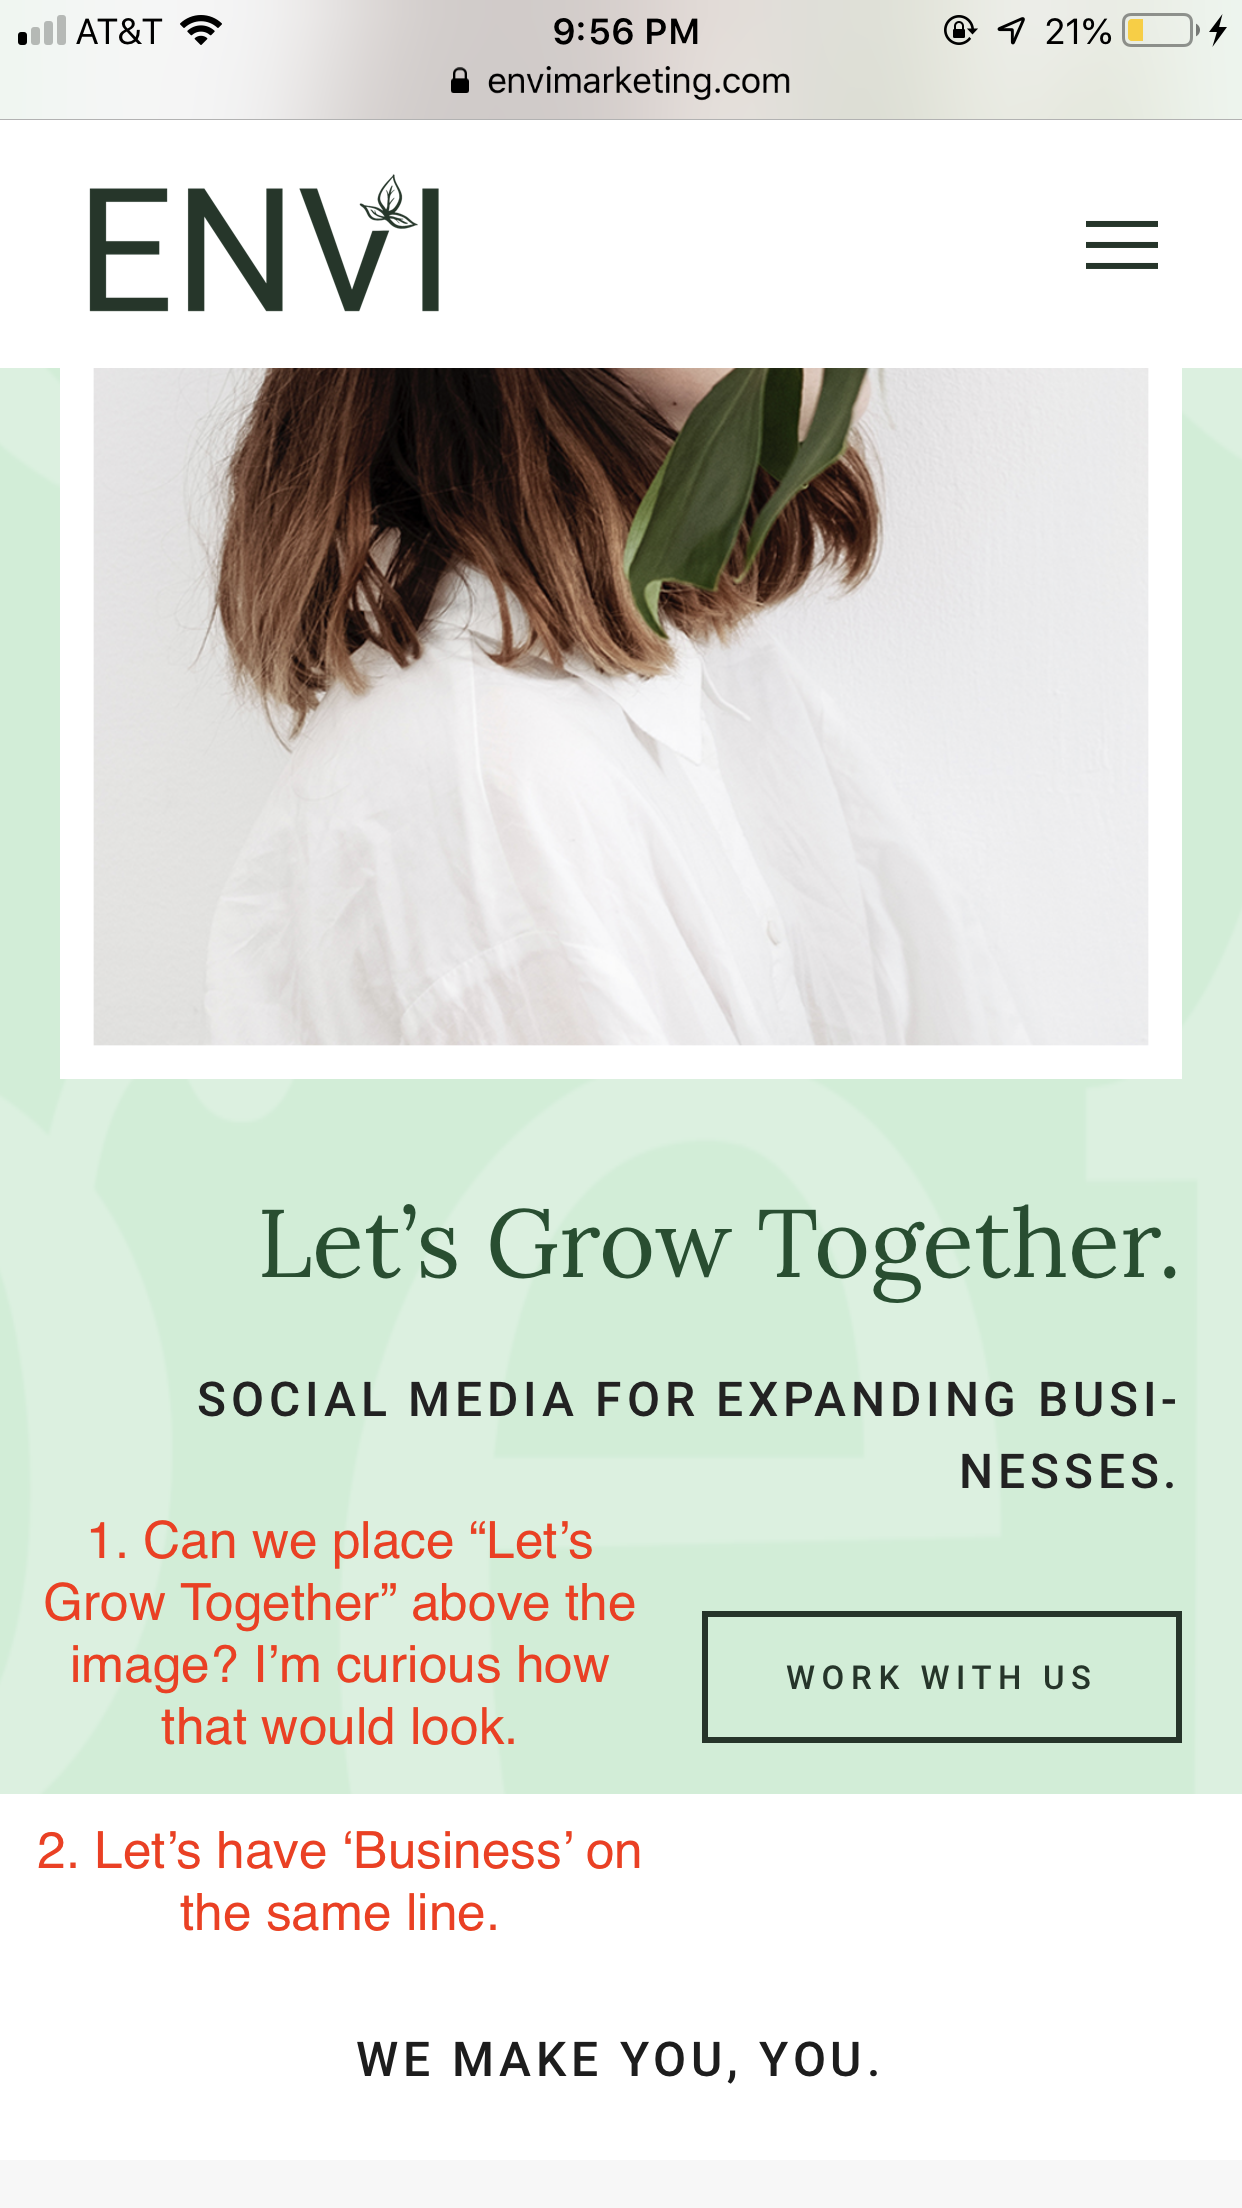 AT&T 9:56 PM 21%
envimarketing.com
ENVI
Let’s Grow Together.
SOCIAL MEDIA FOR EXPANDING BUSI-
NESSES.
1. Can we place “Let’s
Grow Together” above the
image? I’m curious how
that would look.
WORK WITH US
2. Let’s have ‘Business’ on
the same line.
WE MAKE YOU, YOU.